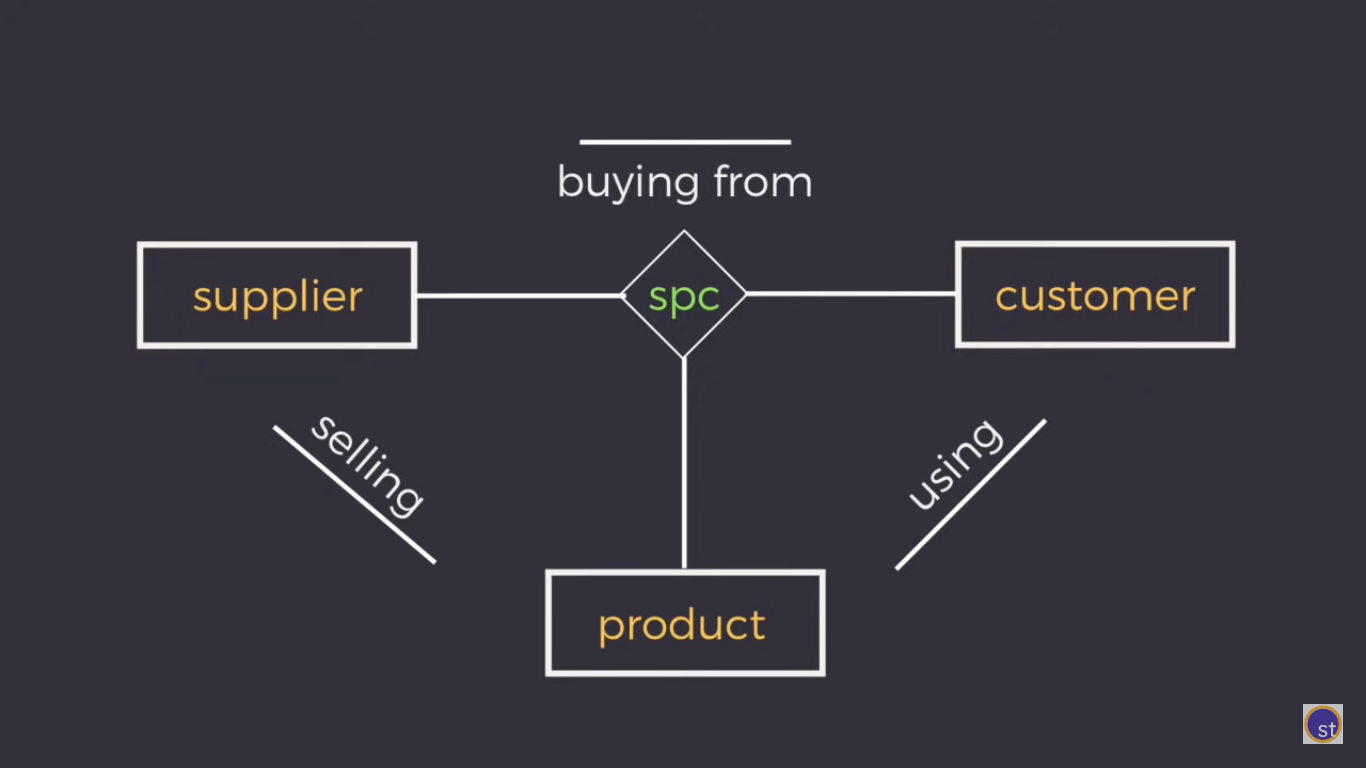 buying from
supplier
spc
customer
selling
using
product
st